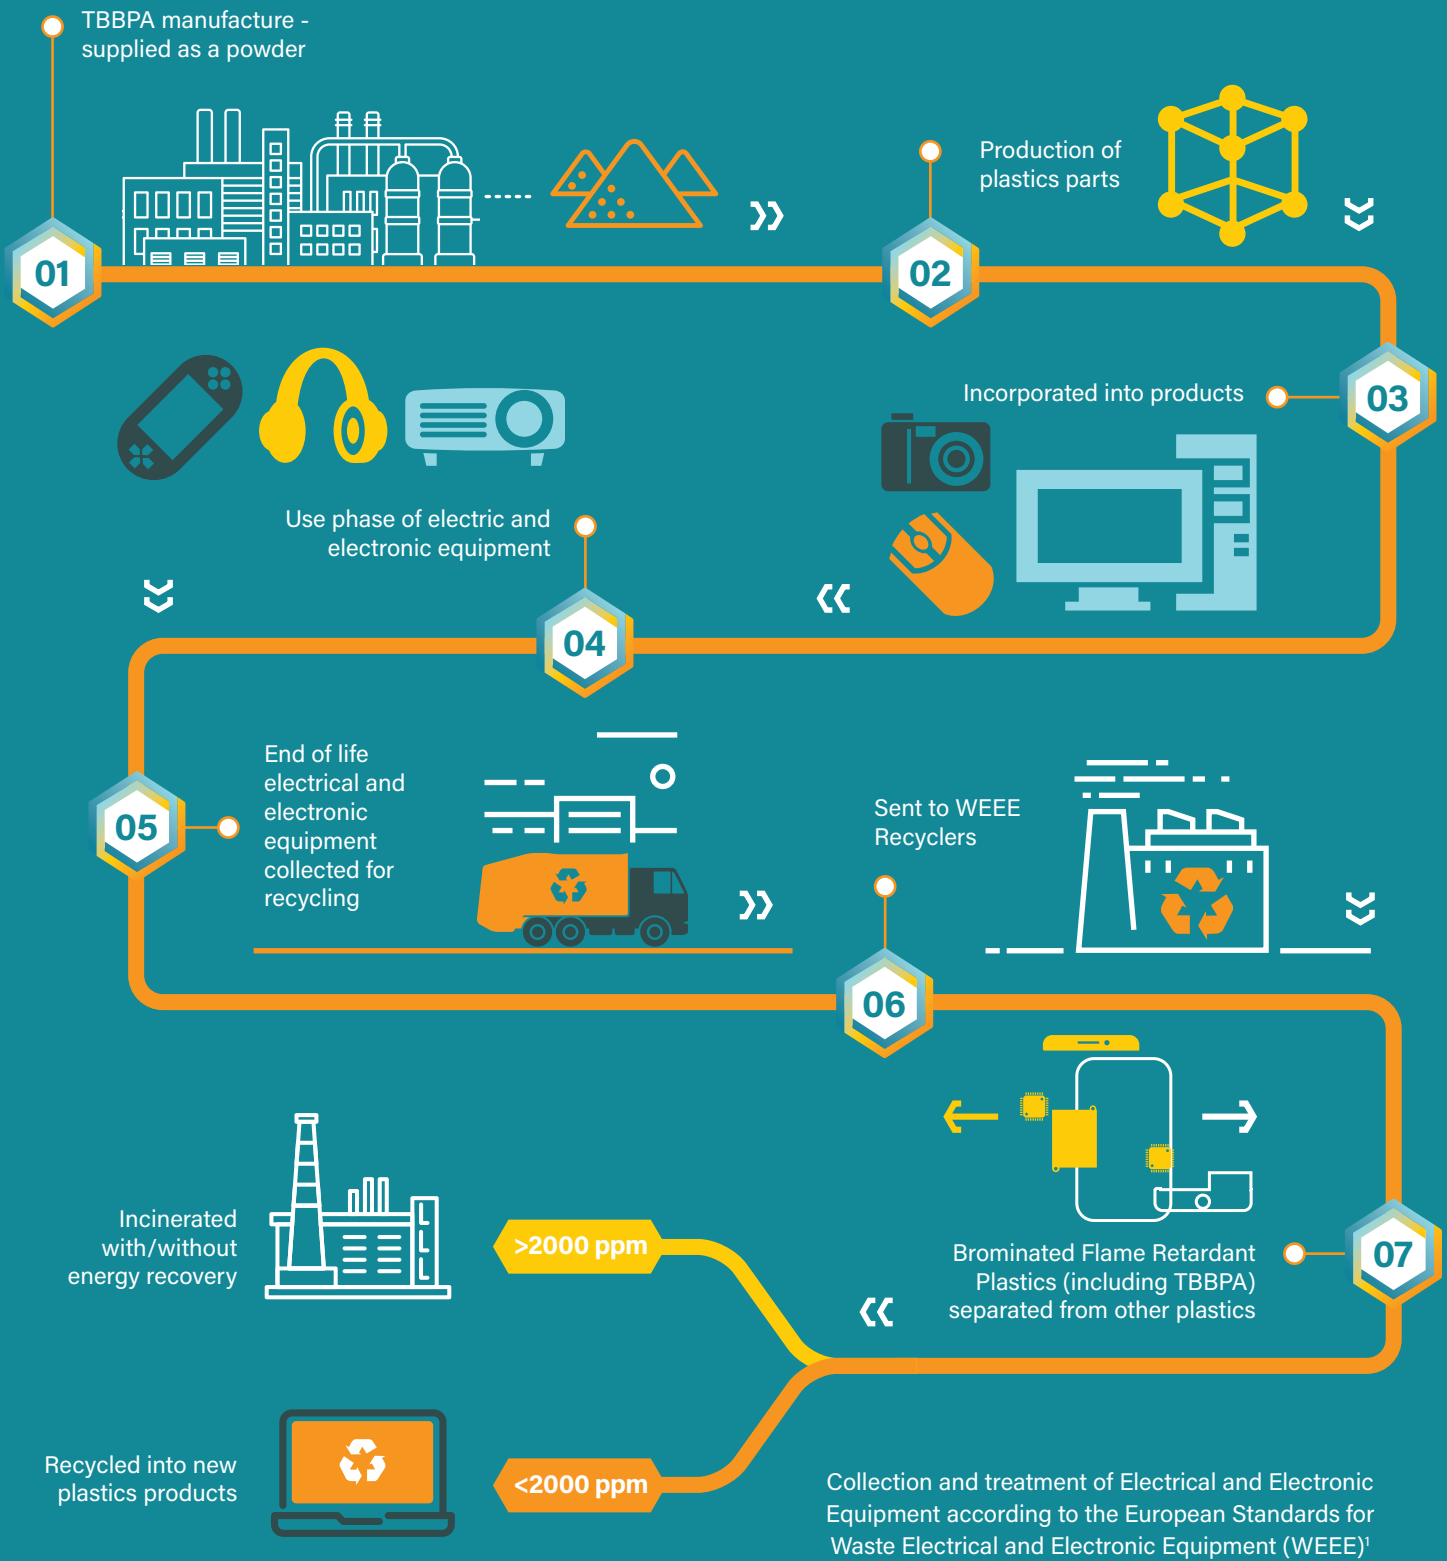 TBBPA manufacture -
supplied as a powder
01
Production of
plastics parts
02
Incorporated into products
03
Use phase of electric and
electronic equipment
04
End of life
electrical and
electronic
equipment
collected for
recycling
05
Sent to WEEE
Recyclers
06
Brominated Flame Retardant
Plastics (including TBBPA)
separated from other plastics
07
Incinerated
with/without
energy recovery
>2000 ppm
Recycled into new
plastics products
<2000 ppm
Collection and treatment of Electrical and Electronic
Equipment according to the European Standards for
Waste Electrical and Electronic Equipment (WEEE)¹